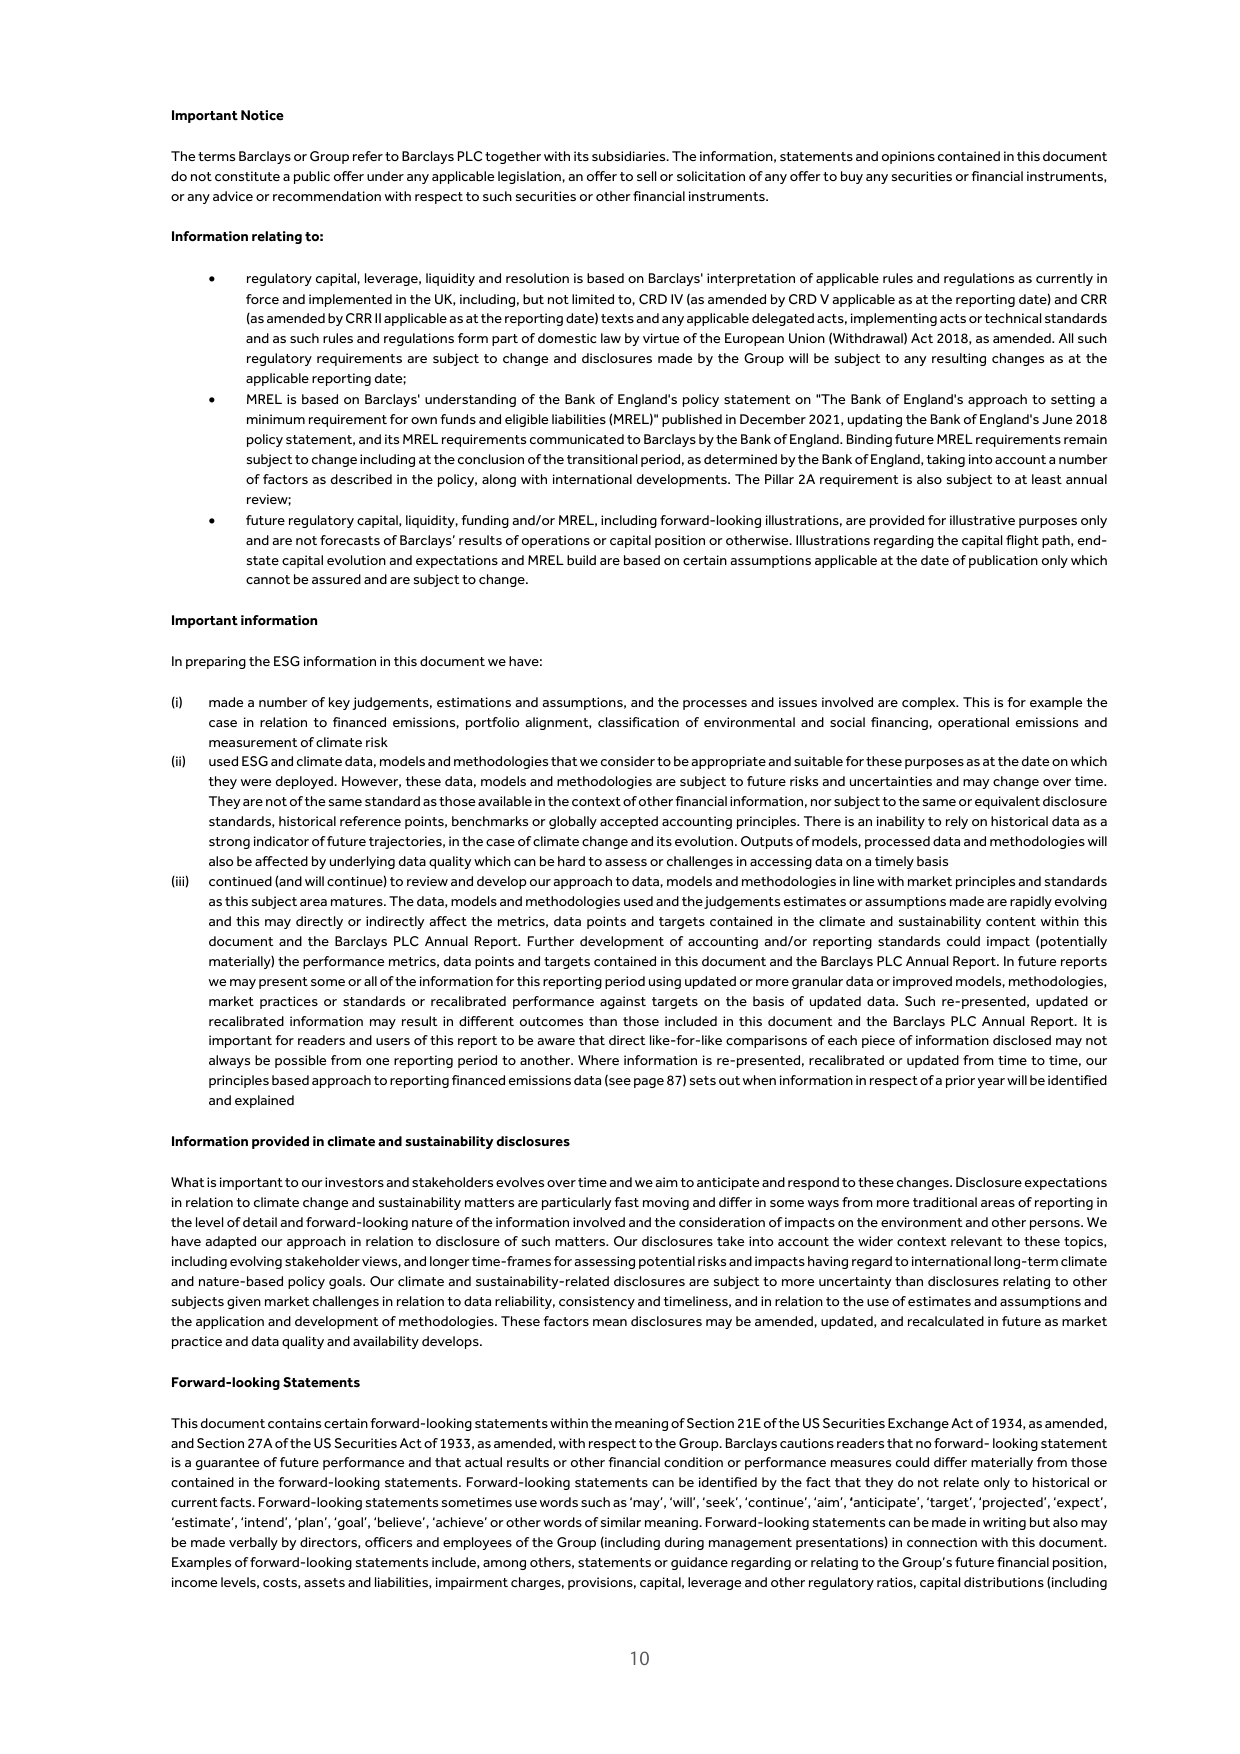 Important Notice
The terms Barclays or Group refer to Barclays PLC together with its subsidiaries. The information, statements and opinions contained in this document
do not constitute a public offer under any applicable legislation, an offer to sell or solicitation of any offer to buy any securities or financial instruments,
or any advice or recommendation with respect to such securities or other financial instruments.
Information relating to:
• regulatory capital, leverage, liquidity and resolution is based on Barclays' interpretation of applicable rules and regulations as currently in
force and implemented in the UK, including, but not limited to, CRD IV (as amended by CRD V applicable as at the reporting date) and CRR
(as amended by CRR II applicable as at the reporting date) texts and any applicable delegated acts, implementing acts or technical standards
and as such rules and regulations form part of domestic law by virtue of the European Union (Withdrawal) Act 2018, as amended. All such
regulatory requirements are subject to change and disclosures made by the Group will be subject to any resulting changes as at the
applicable reporting date;
• MREL is based on Barclays' understanding of the Bank of England's policy statement on "The Bank of England's approach to setting a
minimum requirement for own funds and eligible liabilities (MREL)" published in December 2021, updating the Bank of England's June 2018
policy statement, and its MREL requirements communicated to Barclays by the Bank of England. Binding future MREL requirements remain
subject to change including at the conclusion of the transitional period, as determined by the Bank of England, taking into account a number
of factors as described in the policy, along with international developments. The Pillar 2A requirement is also subject to at least annual
review;
• future regulatory capital, liquidity, funding and/or MREL, including forward-looking illustrations, are provided for illustrative purposes only
and are not forecasts of Barclays’ results of operations or capital position or otherwise. Illustrations regarding the capital flight path, end-
state capital evolution and expectations and MREL build are based on certain assumptions applicable at the date of publication only which
cannot be assured and are subject to change.
Important information
In preparing the ESG information in this document we have:
(i) made a number of key judgements, estimations and assumptions, and the processes and issues involved are complex. This is for example the
case in relation to financed emissions, portfolio alignment, classification of environmental and social financing, operational emissions and
measurement of climate risk
(ii) used ESG and climate data, models and methodologies that we consider to be appropriate and suitable for these purposes as at the date on which
they were deployed. However, these data, models and methodologies are subject to future risks and uncertainties and may change over time.
They are not of the same standard as those available in the context of other financial information, nor subject to the same or equivalent disclosure
standards, historical reference points, benchmarks or globally accepted accounting principles. There is an inability to rely on historical data as a
strong indicator of future trajectories, in the case of climate change and its evolution. Outputs of models, processed data and methodologies will
also be affected by underlying data quality which can be hard to assess or challenges in accessing data on a timely basis
(iii) continued (and will continue) to review and develop our approach to data, models and methodologies in line with market principles and standards
as this subject area matures. The data, models and methodologies used and the judgements estimates or assumptions made are rapidly evolving
and this may directly or indirectly affect the metrics, data points and targets contained in the climate and sustainability content within this
document and the Barclays PLC Annual Report. Further development of accounting and/or reporting standards could impact (potentially
materially) the performance metrics, data points and targets contained in this document and the Barclays PLC Annual Report. In future reports
we may present some or all of the information for this reporting period using updated or more granular data or improved models, methodologies,
market practices or standards or recalibrated performance against targets on the basis of updated data. Such re-presented, updated or
recalibrated information may result in different outcomes than those included in this document and the Barclays PLC Annual Report. It is
important for readers and users of this report to be aware that direct like-for-like comparisons of each piece of information disclosed may not
always be possible from one reporting period to another. Where information is re-presented, recalibrated or updated from time to time, our
principles based approach to reporting financed emissions data (see page 87) sets out when information in respect of a prior year will be identified
and explained
Information provided in climate and sustainability disclosures
What is important to our investors and stakeholders evolves over time and we aim to anticipate and respond to these changes. Disclosure expectations
in relation to climate change and sustainability matters are particularly fast moving and differ in some ways from more traditional areas of reporting in
the level of detail and forward-looking nature of the information involved and the consideration of impacts on the environment and other persons. We
have adapted our approach in relation to disclosure of such matters. Our disclosures take into account the wider context relevant to these topics,
including evolving stakeholder views, and longer time-frames for assessing potential risks and impacts having regard to international long-term climate
and nature-based policy goals. Our climate and sustainability-related disclosures are subject to more uncertainty than disclosures relating to other
subjects given market challenges in relation to data reliability, consistency and timeliness, and in relation to the use of estimates and assumptions and
the application and development of methodologies. These factors mean disclosures may be amended, updated, and recalculated in future as market
practice and data quality and availability develops.
Forward-looking Statements
This document contains certain forward-looking statements within the meaning of Section 21E of the US Securities Exchange Act of 1934, as amended,
and Section 27A of the US Securities Act of 1933, as amended, with respect to the Group. Barclays cautions readers that no forward- looking statement
is a guarantee of future performance and that actual results or other financial condition or performance measures could differ materially from those
contained in the forward-looking statements. Forward-looking statements can be identified by the fact that they do not relate only to historical or
current facts. Forward-looking statements sometimes use words such as ‘may’, ‘will’, ‘seek’, ‘continue’, ‘aim’, ‘anticipate’, ‘target’, ‘projected’, ‘expect’,
‘estimate’, ‘intend’, ‘plan’, ‘goal’, ‘believe’, ‘achieve’ or other words of similar meaning. Forward-looking statements can be made in writing but also may
be made verbally by directors, officers and employees of the Group (including during management presentations) in connection with this document.
Examples of forward-looking statements include, among others, statements or guidance regarding or relating to the Group’s future financial position,
income levels, costs, assets and liabilities, impairment charges, provisions, capital, leverage and other regulatory ratios, capital distributions (including
10